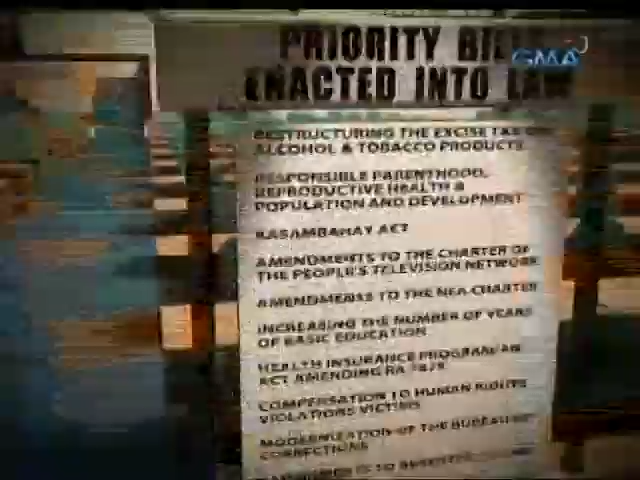 PRIORITY BILLS
ENACTED INTO LAW
GMA
RESTRUCTURING THE EXCISE TAX ON
ALCOHOL & TOBACCO PRODUCTS
RESPONSIBLE PARENTHOOD,
REPRODUCTIVE HEALTH &
POPULATION AND DEVELOPMENT
KASAMBAHAY ACT
AMENDMENTS TO THE CHARTER OF
THE PEOPLE'S TELEVISION NETWORK
AMENDMENTS TO THE NEA CHARTER
INCREASING THE NUMBER OF YEARS
OF BASIC EDUCATION
HEALTH INSURANCE PROGRAM/AN
ACT AMENDING RA 7875
COMPENSATION TO HUMAN RIGHTS
VIOLATIONS VICTIMS
MODERNIZATION OF THE BUREAU OF
CORRECTIONS